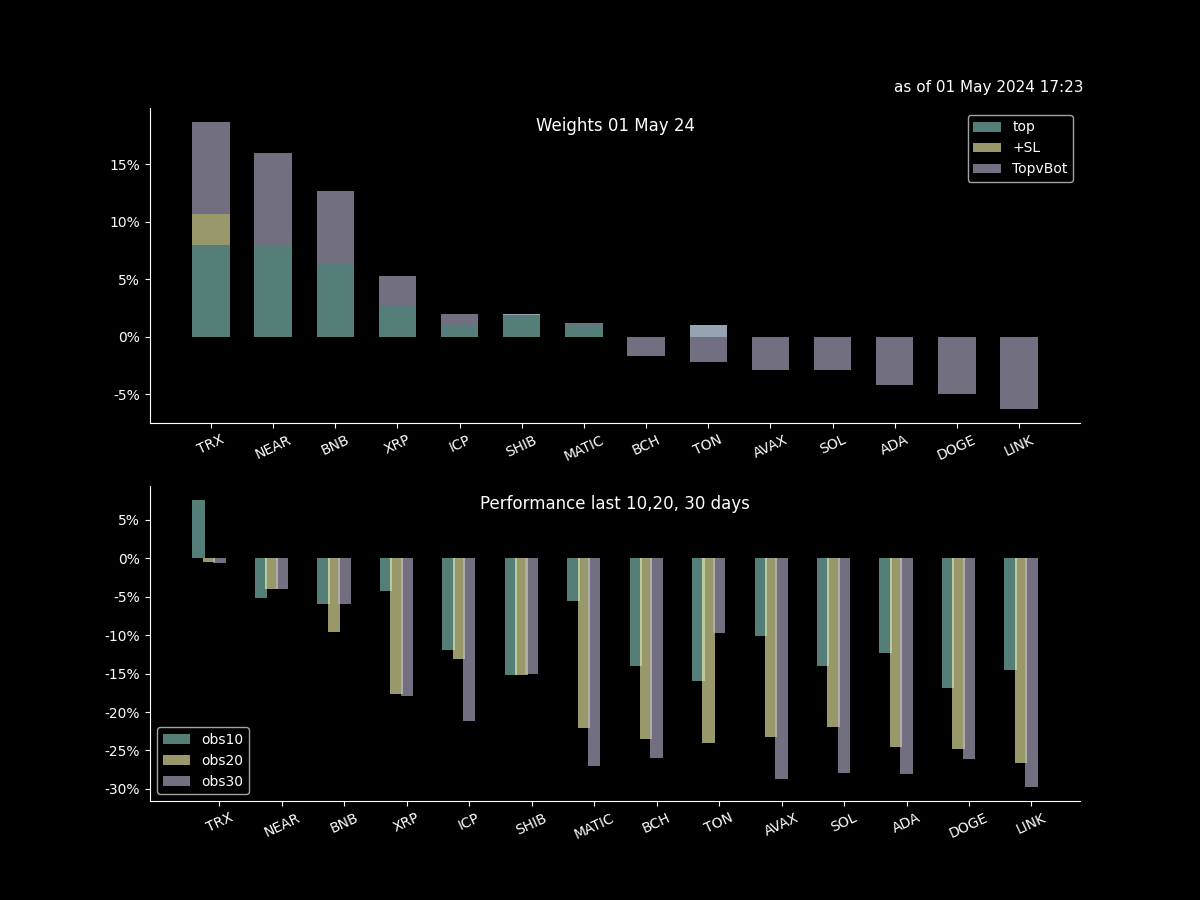 as of 01 May 2024 17:23
Weights 01 May 24
top
+SL
TopvBot
15%
10%
5%
0%
-5%
TRX NEAR BNB XRP ICP SHIB MATIC BCH TON AVAX SOL ADA DOGE LINK
Performance last 10,20, 30 days
5%
0%
-5%
-10%
-15%
-20%
-25%
-30%
obs10
obs20
obs30
TRX NEAR BNB XRP ICP SHIB MATIC BCH TON AVAX SOL ADA DOGE LINK